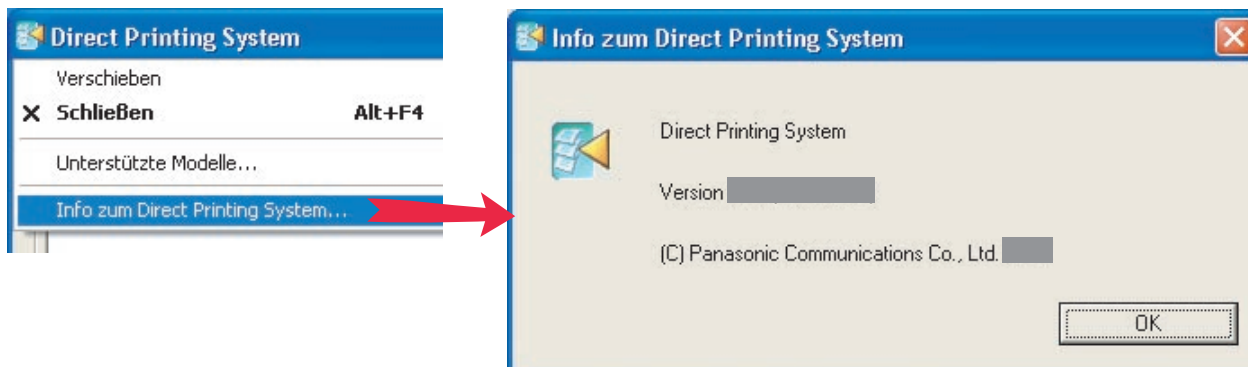 Direct Printing System
Verschieben
Schließen Alt+F4
Unterstützte Modelle...
Info zum Direct Printing System...
Info zum Direct Printing System
Direct Printing System
Version
(C) Panasonic Communications Co., Ltd.
OK